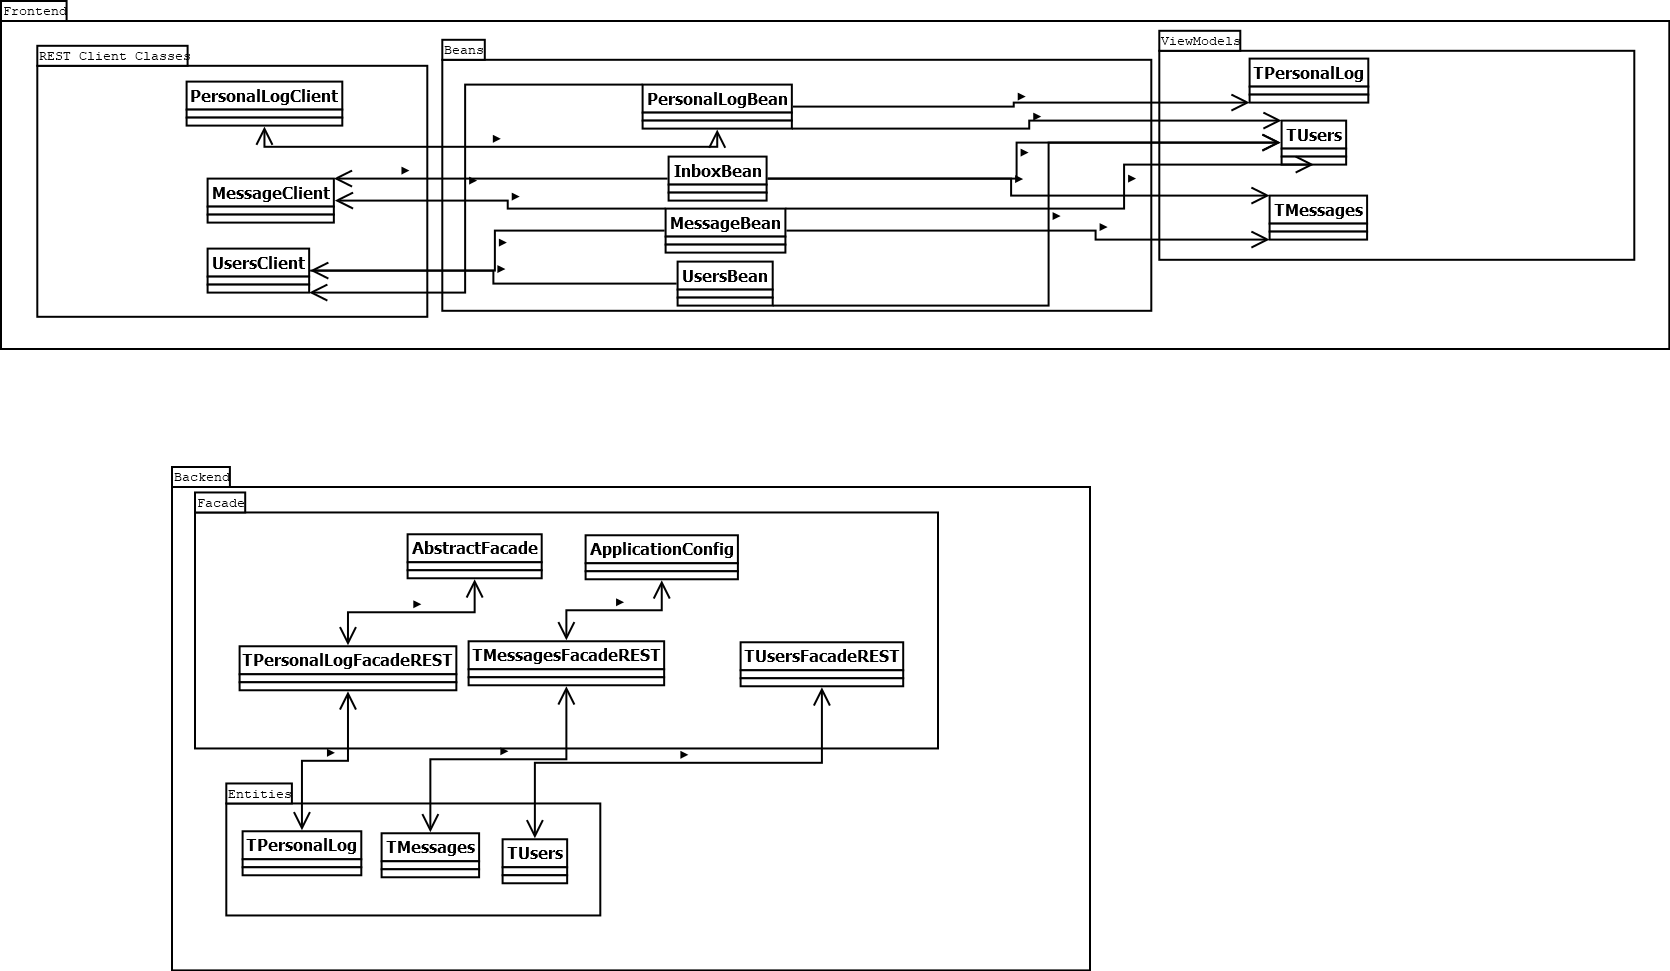 Frontend
REST Client Classes
PersonalLogClient
MessageClient
UsersClient
Beans
PersonalLogBean
InboxBean
MessageBean
UsersBean
ViewModels
TPersonalLog
TUsers
TMessages
Backend
Facade
AbstractFacade
ApplicationConfig
TPersonalLogFacadeREST
TMessagesFacadeREST
TUsersFacadeREST
Entities
TPersonalLog
TMessages
TUsers